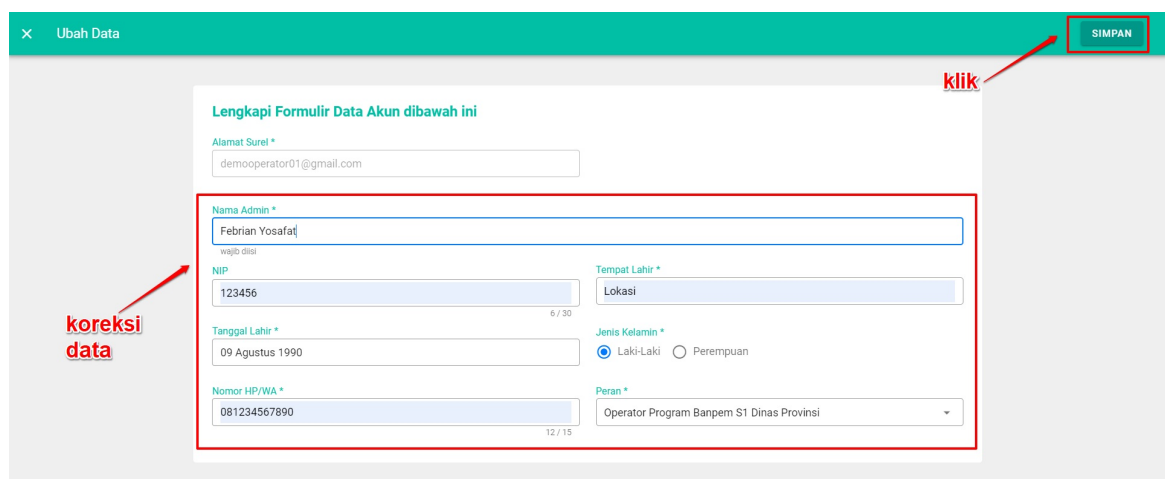 × Ubah Data
SIMPAN
klik
Lengkapi Formulir Data Akun dibawah ini
Alamat Surel *
demooperator01@gmail.com
Nama Admin *
Febrian Yosafat
wajib diisi
NIP
123456
6 / 30
Tempat Lahir *
Lokasi
koreksi
data
Tanggal Lahir *
09 Agustus 1990
Jenis Kelamin *
Laki-Laki Perempuan
Nomor HP/WA *
081234567890
12 / 15
Peran *
Operator Program Banpem S1 Dinas Provinsi